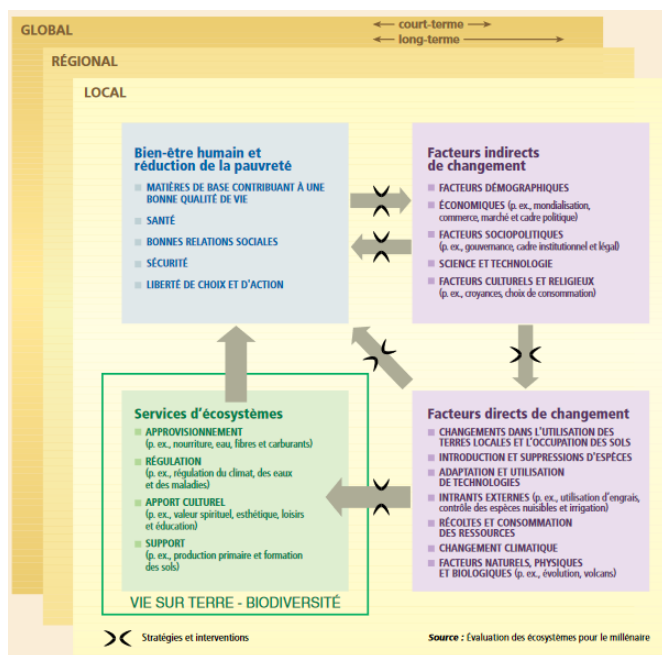 GLOBAL
court-terme
long-terme
RÉGIONAL
LOCAL
Bien-être humain et
réduction de la pauvreté
MATIÈRES DE BASE CONTRIBUANT À UNE
BONNE QUALITÉ DE VIE
SANTÉ
BONNES RELATIONS SOCIALES
SÉCURITÉ
LIBERTÉ DE CHOIX ET D'ACTION
Facteurs indirects
de changement
FACTEURS DÉMOGRAPHIQUES
ÉCONOMIQUES (p. ex., mondialisation,
commerce, marché et cadre politique)
FACTEURS SOCIOPOLITIQUES
(p. ex., gouvernance, cadre institutionnel et légal)
SCIENCE ET TECHNOLOGIE
FACTEURS CULTURELS ET RELIGIEUX
(p. ex., croyances, choix de consommation)
Services d'écosystèmes
APPROVISIONNEMENT
(p. ex., nourriture, eau, fibres et carburants)
RÉGULATION
(p. ex., régulation du climat, des eaux
et des maladies)
APPORT CULTUREL
(p. ex., valeur spirituel, esthétique, loisirs
et éducation)
SUPPORT
(p. ex., production primaire et formation
des sols)
VIE SUR TERRE - BIODIVERSITÉ
Facteurs directs de changement
CHANGEMENTS DANS L'UTILISATION DES
TERRES LOCALES ET L'OCCUPATION DES SOLS
INTRODUCTION ET SUPPRESSIONS D'ESPÈCES
ADAPTATION ET UTILISATION
DE TECHNOLOGIES
INTRANTS EXTERNES (p. ex., utilisation d'engrais,
contrôle des espèces nuisibles et irrigation)
RÉCOLTES ET CONSOMMATION
DES RESSOURCES
CHANGEMENT CLIMATIQUE
FACTEURS NATURELS, PHYSIQUES
ET BIOLOGIQUES (p. ex., évolution, volcans)
Stratégies et interventions
Source : Évaluation des écosystèmes pour le millénaire